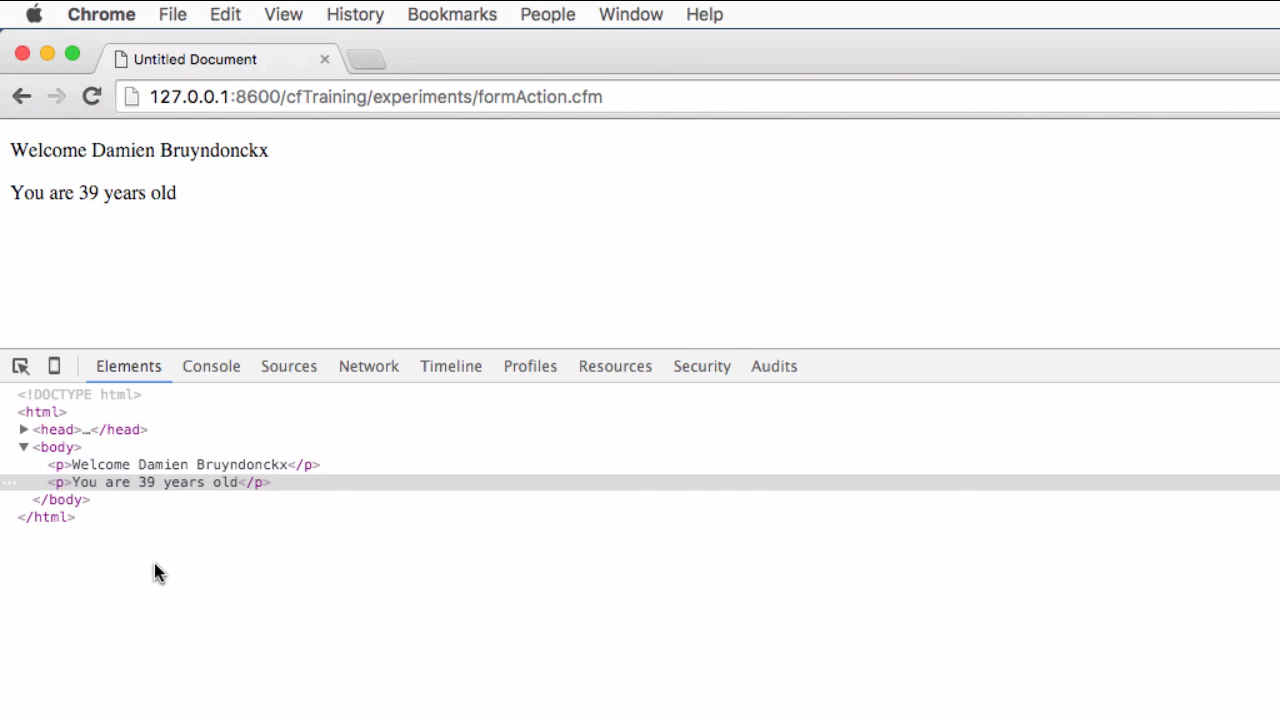 Chrome File Edit View History Bookmarks People Window Help
Untitled Document
127.0.0.1:8600/cfTraining/experiments/formAction.cfm
Welcome Damien Bruyndonckx
You are 39 years old
Elements Console Sources Network Timeline Profiles Resources Security Audits
<!DOCTYPE html>
<html>
<head>…</head>
<body>
<p>Welcome Damien Bruyndonckx</p>
<p>You are 39 years old</p>
</body>
</html>